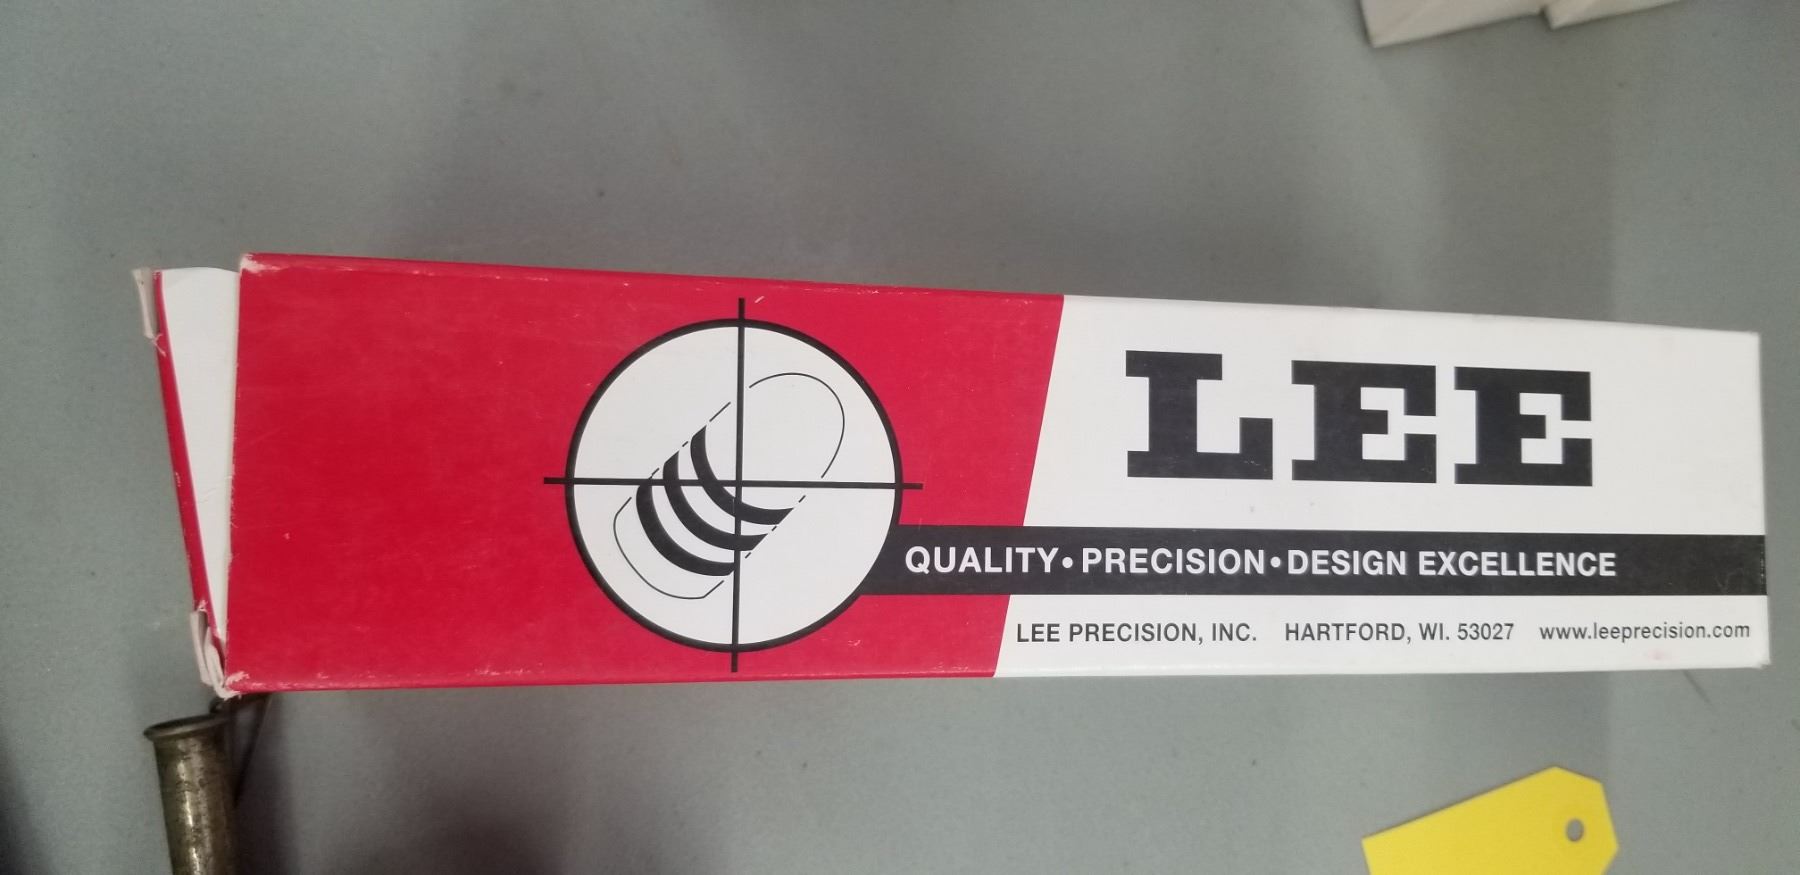 LEE
QUALITY• PRECISION• DESIGN EXCELLENCE
LEE PRECISION, INC. HARTFORD, WI. 53027 www.leeprecision.com